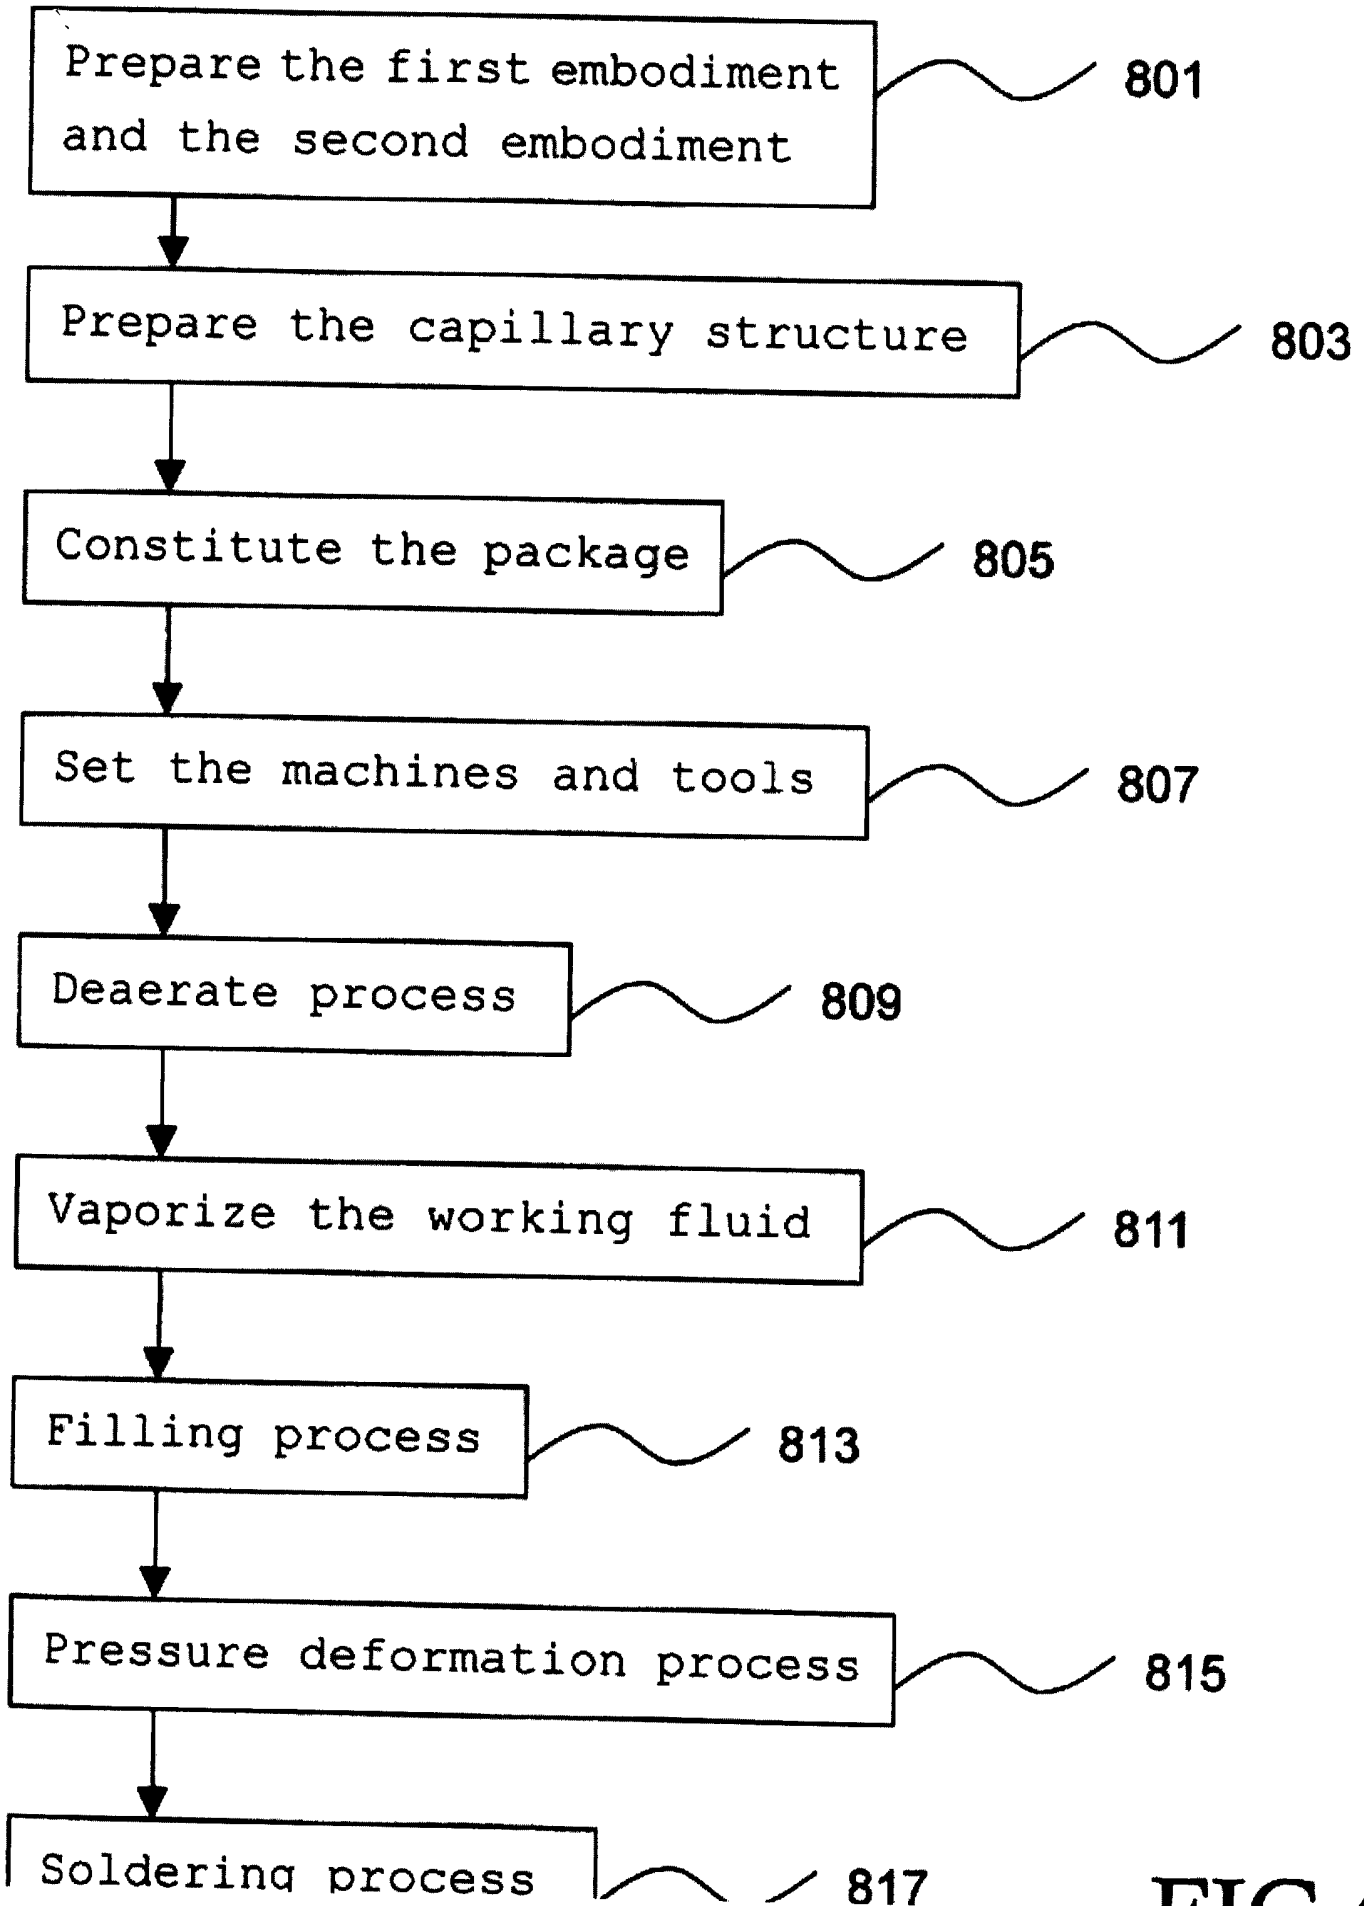 Prepare the first embodiment
and the second embodiment
801
Prepare the capillary structure
803
Constitute the package
805
Set the machines and tools
807
Deaerate process
809
Vaporize the working fluid
811
Filling process
813
Pressure deformation process
815
Soldering process
817
FIG